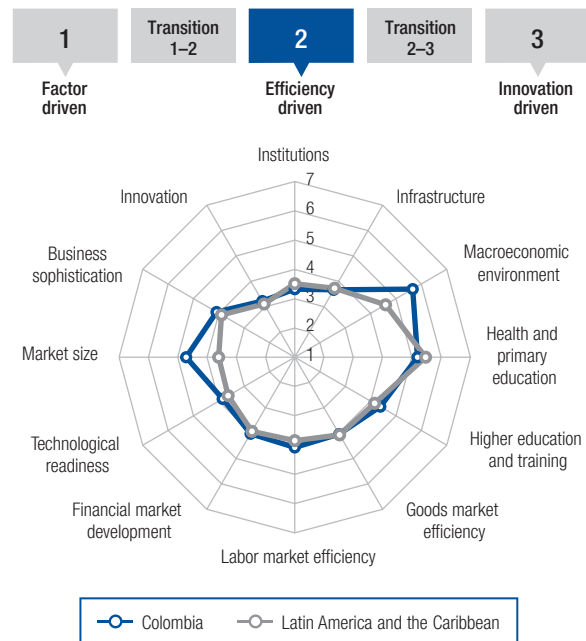 1
Transition
1–2
2
Transition
2–3
3
Factor
driven
Efficiency
driven
Innovation
driven
Institutions
Infrastructure
Macroeconomic
environment
Health and
primary
education
Higher education
and training
Goods market
efficiency
Labor market efficiency
Financial market
development
Technological
readiness
Market size
Business
sophistication
Innovation
7
6
5
4
3
2
1
Colombia
Latin America and the Caribbean